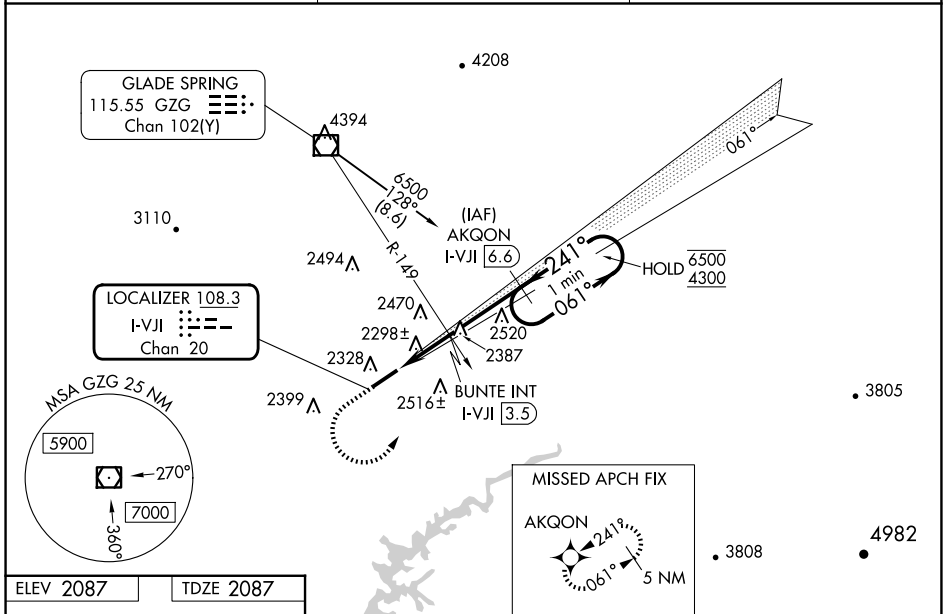 4208
GLADE SPRING
115.55 GZG
Chan 102(Y)
4394
6500
128°
(8.6)
061°
3110
(IAF)
AKQON
I-VJI 6.6
R-149
2494
241°
1 min
061°
HOLD 6500
4300
LOCALIZER 108.3
I-VJI
Chan 20
2470
2298±
2520
2387
2328
2399
2516±
BUNTE INT
I-VJI 3.5
3805
MSA GZG 25 NM
5900
270°
7000
360°
MISSED APCH FIX
AKQON
241°
061°
5 NM
3808
4982
ELEV 2087
TDZE 2087